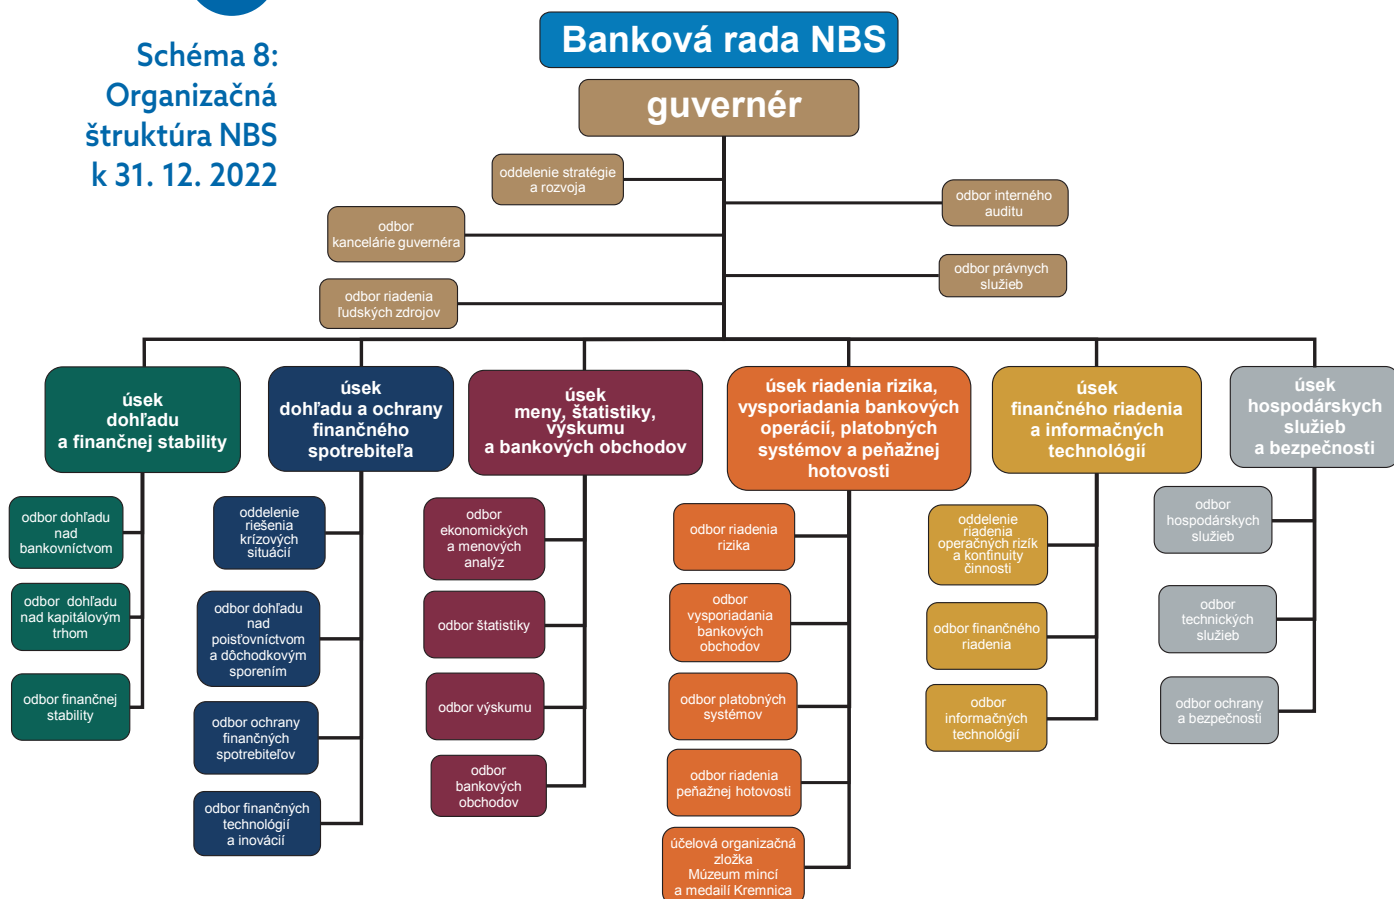 Schéma 8:
Organizačná
štruktúra NBS
k 31. 12. 2022
Banková rada NBS
guvernér
oddelenie stratégie
a rozvoja
odbor interného
auditu
odbor
kancelárie guvernéra
odbor právnych
služieb
odbor riadenia
ľudských zdrojov
úsek
dohľadu
a finančnej stability
úsek
dohľadu a ochrany
finančného
spotrebiteľa
úsek
meny, štatistiky,
výskumu
a bankových obchodov
úsek riadenia rizika,
vysporiadania bankových
operácií, platobných
systémov a peňažnej
hotovosti
úsek
finančného riadenia
a informačných
technológií
úsek
hospodárskych
služieb
a bezpečnosti
odbor dohľadu
nad
bankovníctvom
odbor dohľadu
nad kapitálovým
trhom
odbor finančnej
stability
oddelenie
riešenia
krízových
situácií
odbor dohľadu
nad
poisťovníctvom
a dôchodkovým
sporením
odbor ochrany
finančných
spotrebiteľov
odbor finančných
technológií
a inovácií
odbor
ekonomických
a menových
analýz
odbor štatistiky
odbor výskumu
odbor
bankových
obchodov
odbor riadenia
rizika
odbor
vysporiadania
bankových
obchodov
odbor platobných
systémov
odbor riadenia
peňažnej hotovosti
účelová organizačná
zložka
Múzeum mincí
a medailí Kremnica
oddelenie
riadenia
operačných rizík
a kontinuity
činnosti
odbor finančného
riadenia
odbor
informačných
technológií
odbor
hospodárskych
služieb
odbor
technických
služieb
odbor ochrany
a bezpečnosti